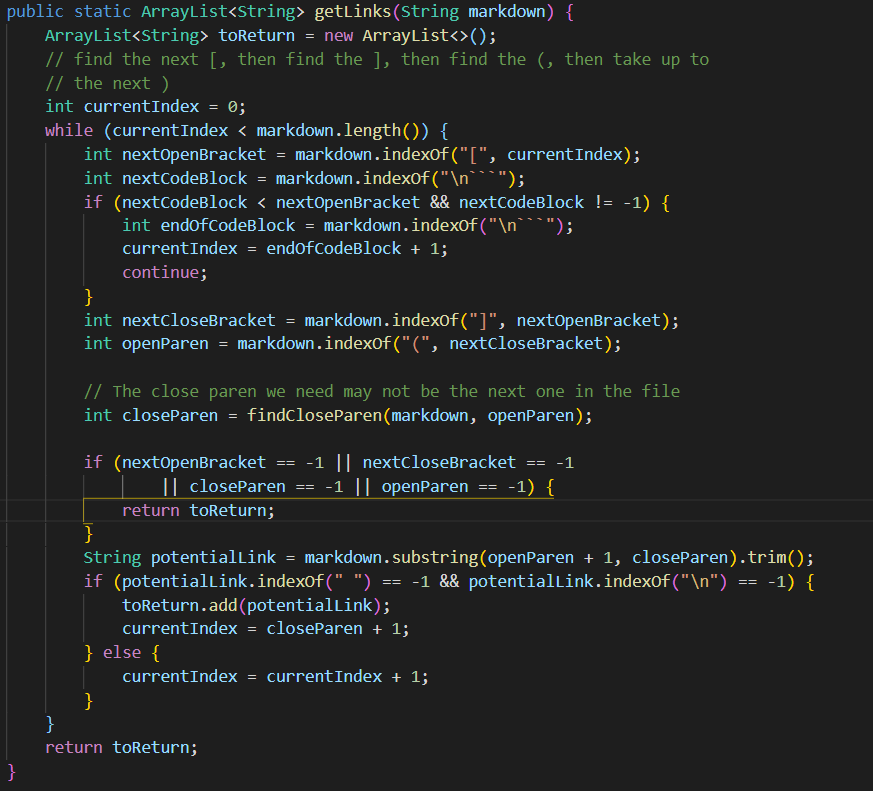 public static ArrayList<String> getLinks(String markdown) {
    ArrayList<String> toReturn = new ArrayList<>();
    // find the next [, then find the ], then find the (, then take up to
    // the next )
    int currentIndex = 0;
    while (currentIndex < markdown.length()) {
        int nextOpenBracket = markdown.indexOf("[", currentIndex);
        int nextCodeBlock = markdown.indexOf("\n```");
        if (nextCodeBlock < nextOpenBracket && nextCodeBlock != -1) {
            int endOfCodeBlock = markdown.indexOf("\n```");
            currentIndex = endOfCodeBlock + 1;
            continue;
        }
        int nextCloseBracket = markdown.indexOf("]", nextOpenBracket);
        int openParen = markdown.indexOf("(", nextCloseBracket);

        // The close paren we need may not be the next one in the file
        int closeParen = findCloseParen(markdown, openParen);

        if (nextOpenBracket == -1 || nextCloseBracket == -1
                || closeParen == -1 || openParen == -1) {
            return toReturn;
        }
        String potentialLink = markdown.substring(openParen + 1, closeParen).trim();
        if (potentialLink.indexOf(" ") == -1 && potentialLink.indexOf("\n") == -1) {
            toReturn.add(potentialLink);
            currentIndex = closeParen + 1;
        } else {
            currentIndex = currentIndex + 1;
        }
    }
    return toReturn;
}